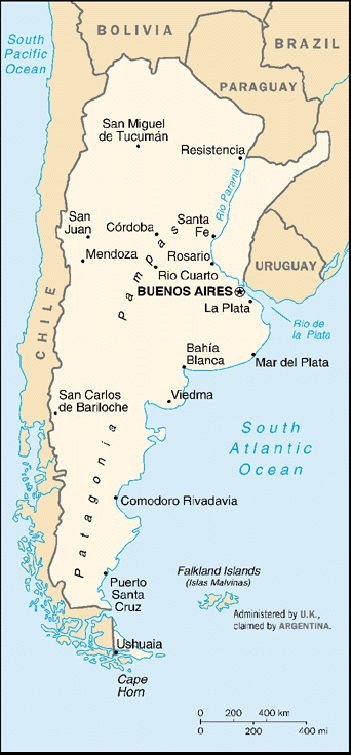 BOLIVIA
South
Pacific
Ocean
BRAZIL
PARAGUAY
San Miguel
de Tucumán
Resistencia
Río Paraná
San
Juan
Córdoba
Santa
Fe
Mendoza
Rosario
Río Cuarto
Pampas
URUGUAY
BUENOS AIRES
La Plata
Río de
la Plata
CHILE
Bahía
Blanca
Mar del Plata
San Carlos
de Bariloche
Viedma
South
Atlantic
Ocean
Patagonia
Comodoro Rivadavia
Puerto
Santa
Cruz
Falkland Islands
(Islas Malvinas)
Administered by U.K.,
claimed by ARGENTINA.
Ushuaia
Cape
Horn
0 200 400 km
0 200 400 mi